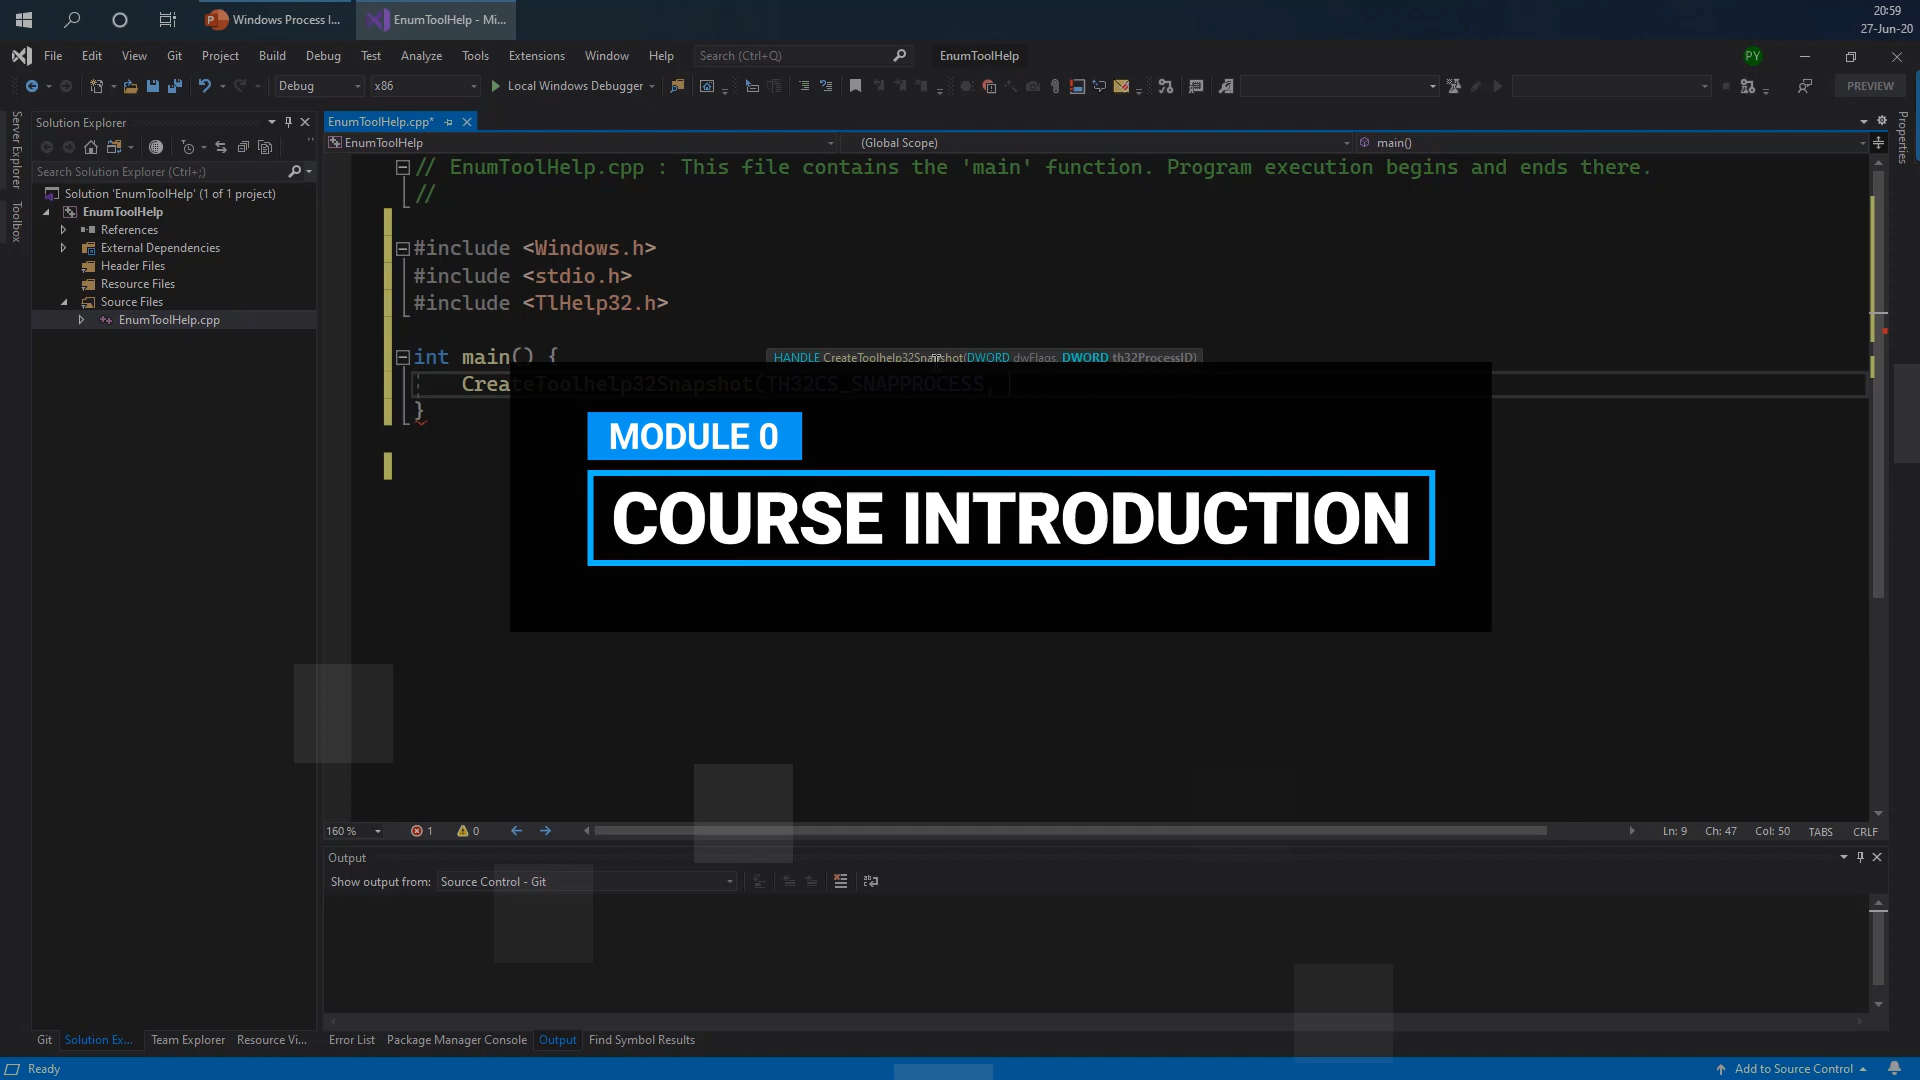 Windows Process I...
EnumToolHelp - Mi...
20:59
27-Jun-20
File Edit View Git Project Build Debug Test Analyze Tools Extensions Window Help
Search (Ctrl+Q)
EnumToolHelp
PY
Debug
x86
Local Windows Debugger
PREVIEW
Server Explorer
Toolbox
Solution Explorer
Search Solution Explorer (Ctrl+;)
Solution 'EnumToolHelp' (1 of 1 project)
EnumToolHelp
References
External Dependencies
Header Files
Resource Files
Source Files
EnumToolHelp.cpp
EnumToolHelp.cpp*
EnumToolHelp
(Global Scope)
main()
Properties
// EnumToolHelp.cpp : This file contains the 'main' function. Program execution begins and ends there.
//
#include <Windows.h>
#include <stdio.h>
#include <TlHelp32.h>
int main() {
HANDLE CreateToolhelp32Snapshot(DWORD dwFlags, DWORD th32ProcessID)
CreateToolhelp32Snapshot(TH32CS_SNAPPROCESS,
}
MODULE 0
COURSE INTRODUCTION
160 %
1
0
Ln: 9 Ch: 47 Col: 50 TABS CRLF
Output
Show output from: Source Control - Git
Git Solution Ex... Team Explorer Resource Vi...
Error List Package Manager Console Output Find Symbol Results
Ready
Add to Source Control